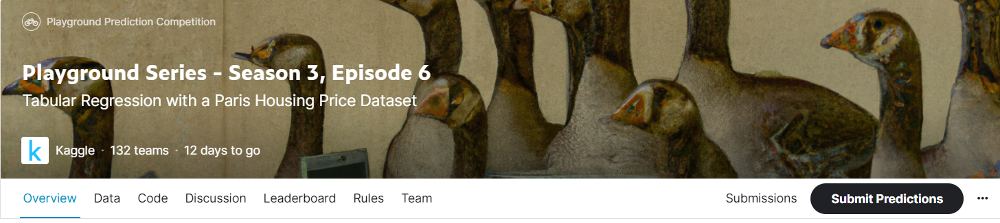 Playground Prediction Competition
Playground Series - Season 3, Episode 6
Tabular Regression with a Paris Housing Price Dataset
k Kaggle · 132 teams · 12 days to go
Overview Data Code Discussion Leaderboard Rules Team Submissions Submit Predictions ···